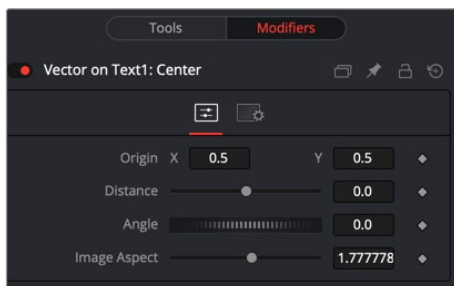 Tools Modifiers
Vector on Text1: Center
Origin X 0.5 Y 0.5
Distance 0.0
Angle 0.0
Image Aspect 1.777778